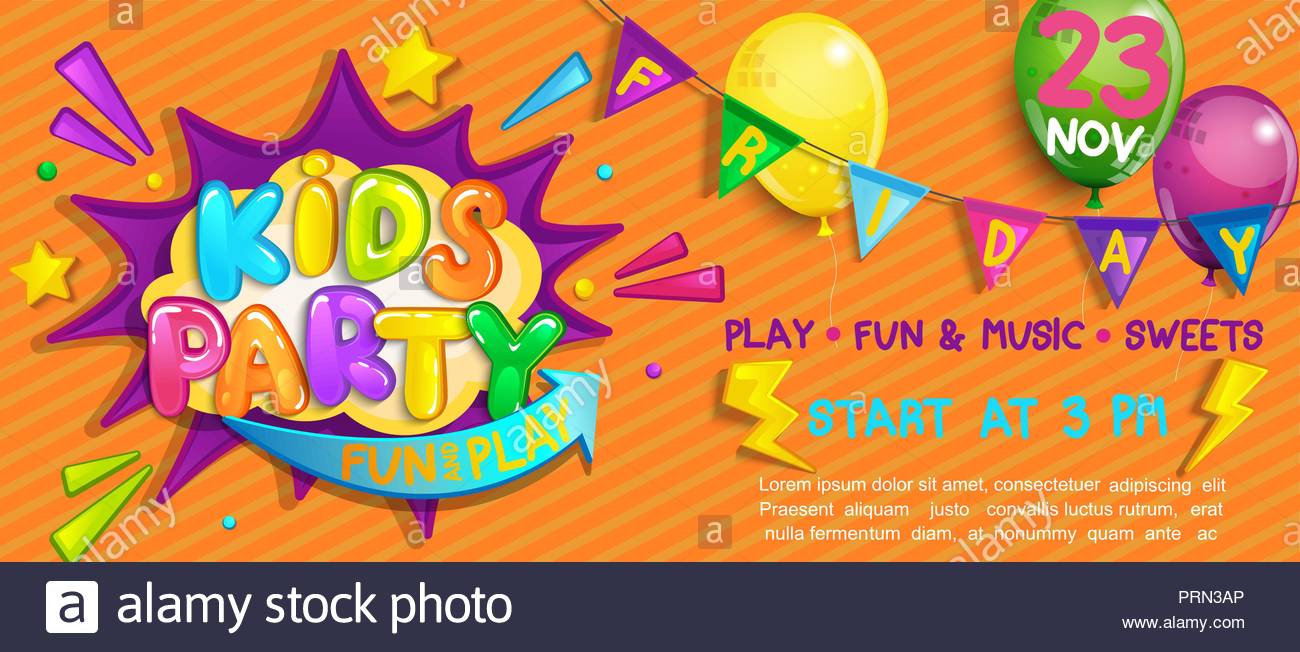 KiDS
PARTY
FUN AND PLAY
FRIDAY
23
NOV
PLAY • FUN & MUSIC • SWEETS
START AT 3 PM
Lorem ipsum dolor sit amet, consectetuer adipiscing elit
Praesent aliquam justo convallis luctus rutrum, erat
nulla fermentum diam, at nonummy quam ante ac
a alamy stock photo
PRN3AP
www.alamy.com